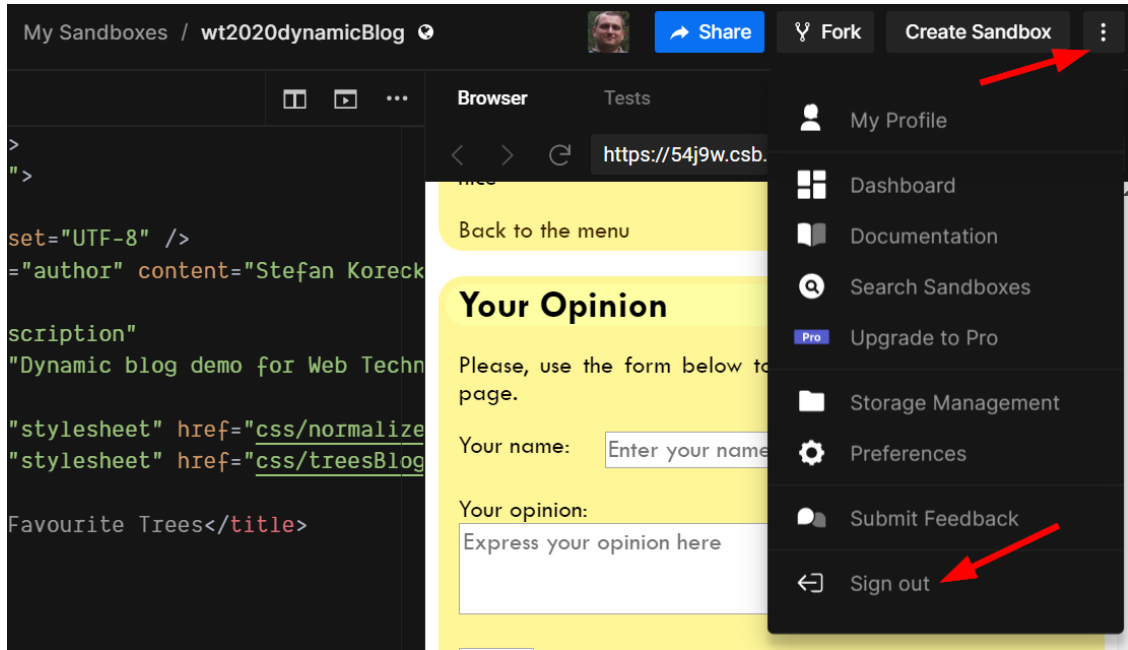 My Sandboxes / wt2020dynamicBlog
Share
Fork
Create Sandbox
>
">
set="UTF-8" />
="author" content="Stefan Koreck
scription"
"Dynamic blog demo for Web Techn
"stylesheet" href="css/normalize
"stylesheet" href="css/treesBlog
Favourite Trees</title>
Browser
Tests
https://54j9w.csb.
nice
Back to the menu
Your Opinion
Please, use the form below to
page.
Your name:
Enter your name
Your opinion:
Express your opinion here
My Profile
Dashboard
Documentation
Search Sandboxes
Pro
Upgrade to Pro
Storage Management
Preferences
Submit Feedback
Sign out